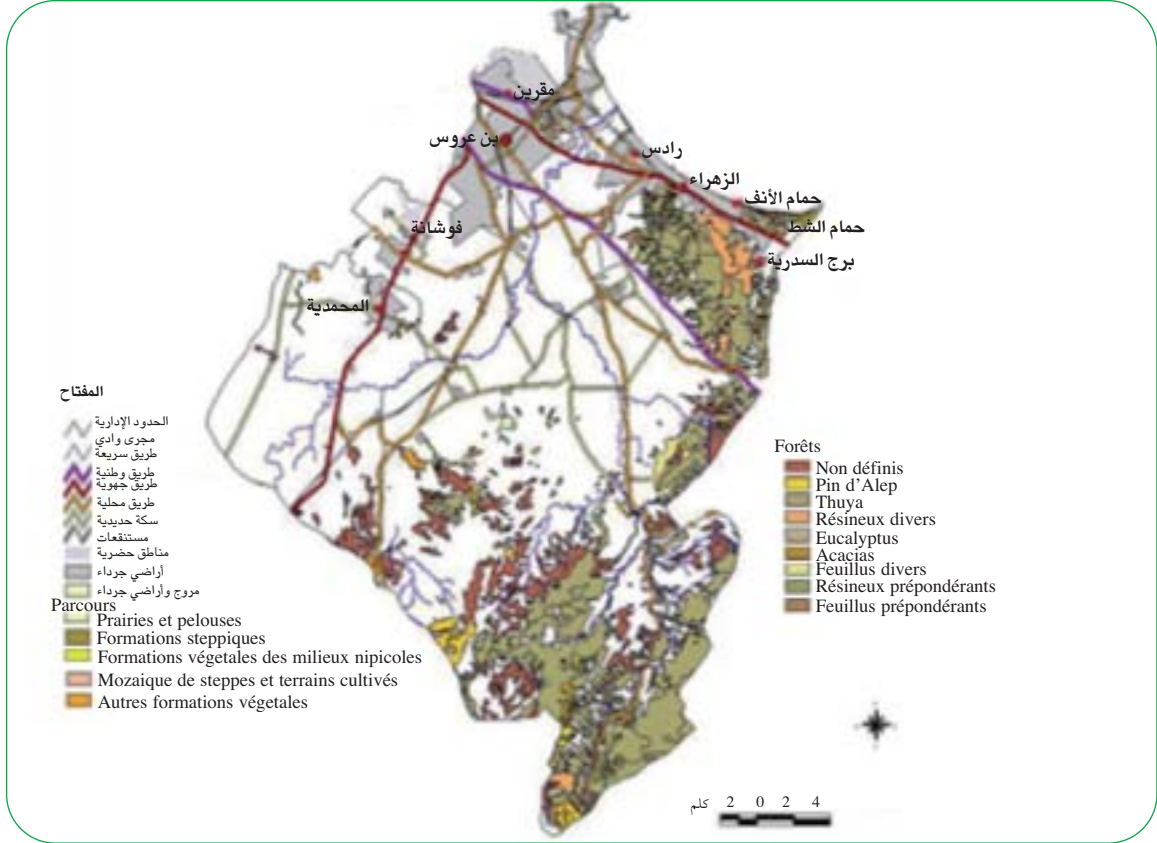 مقرين
بن عروس
رادس
الزهراء
حمام الأنف
حمام الشط
برج السدرية
فوشانة
المحمدية
المفتاح
الحدود الإدارية
مجرى وادي
طريق سريعة
طريق وطنية
طريق جهوية
طريق محلية
سكة حديدية
مستنقعات
مناطق حضرية
أراضي جرداء
مروج وأراضي جرداء
Parcours
Prairies et pelouses
Formations steppiques
Formations végetales des milieux nipicoles
Mozaique de steppes et terrains cultivés
Autres formations végetales
Forêts
Non définis
Pin d'Alep
Thuya
Résineux divers
Eucalyptus
Acacias
Feuillus divers
Résineux prépondérants
Feuillus prépondérants
كلم 2 0 2 4